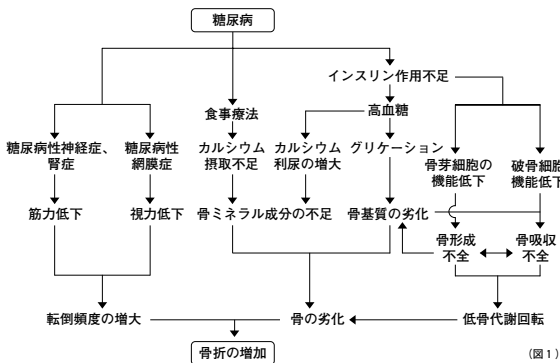 糖尿病
インスリン作用不足
食事療法
高血糖
糖尿病性神経症、
腎症
糖尿病性
網膜症
カルシウム
摂取不足
カルシウム
利尿の増大
グリケーション
骨芽細胞の
機能低下
破骨細胞
機能低下
筋力低下
視力低下
骨ミネラル成分の不足
骨基質の劣化
骨形成
不全
骨吸収
不全
転倒頻度の増大
骨の劣化
低骨代謝回転
骨折の増加
(図1)